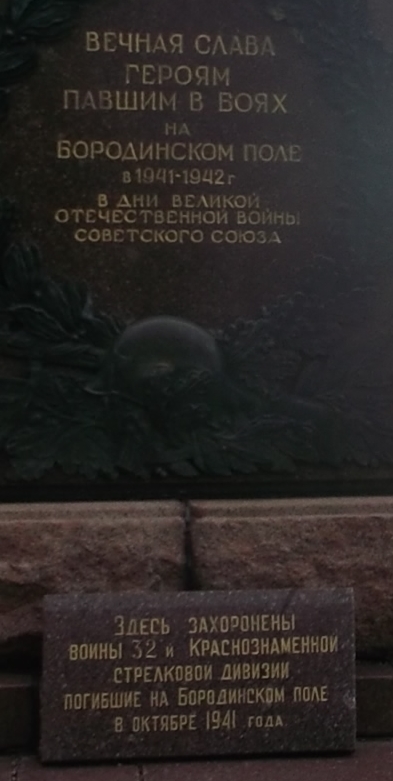 ВЕЧНАЯ СЛАВА
ГЕРОЯМ
ПАВШИМ В БОЯХ
НА
БОРОДИНСКОМ ПОЛЕ
в 1941-1942г
В ДНИ ВЕЛИКОЙ
ОТЕЧЕСТВЕННОЙ ВОЙНЫ
СОВЕТСКОГО СОЮЗА
ЗДЕСЬ ЗАХОРОНЕНЫ
ВОИНЫ 32 й КРАСНОЗНАМЕННОЙ
СТРЕЛКОВОЙ ДИВИЗИИ
ПОГИБШИЕ НА БОРОДИНСКОМ ПОЛЕ
В ОКТЯБРЕ 1941 ГОДА